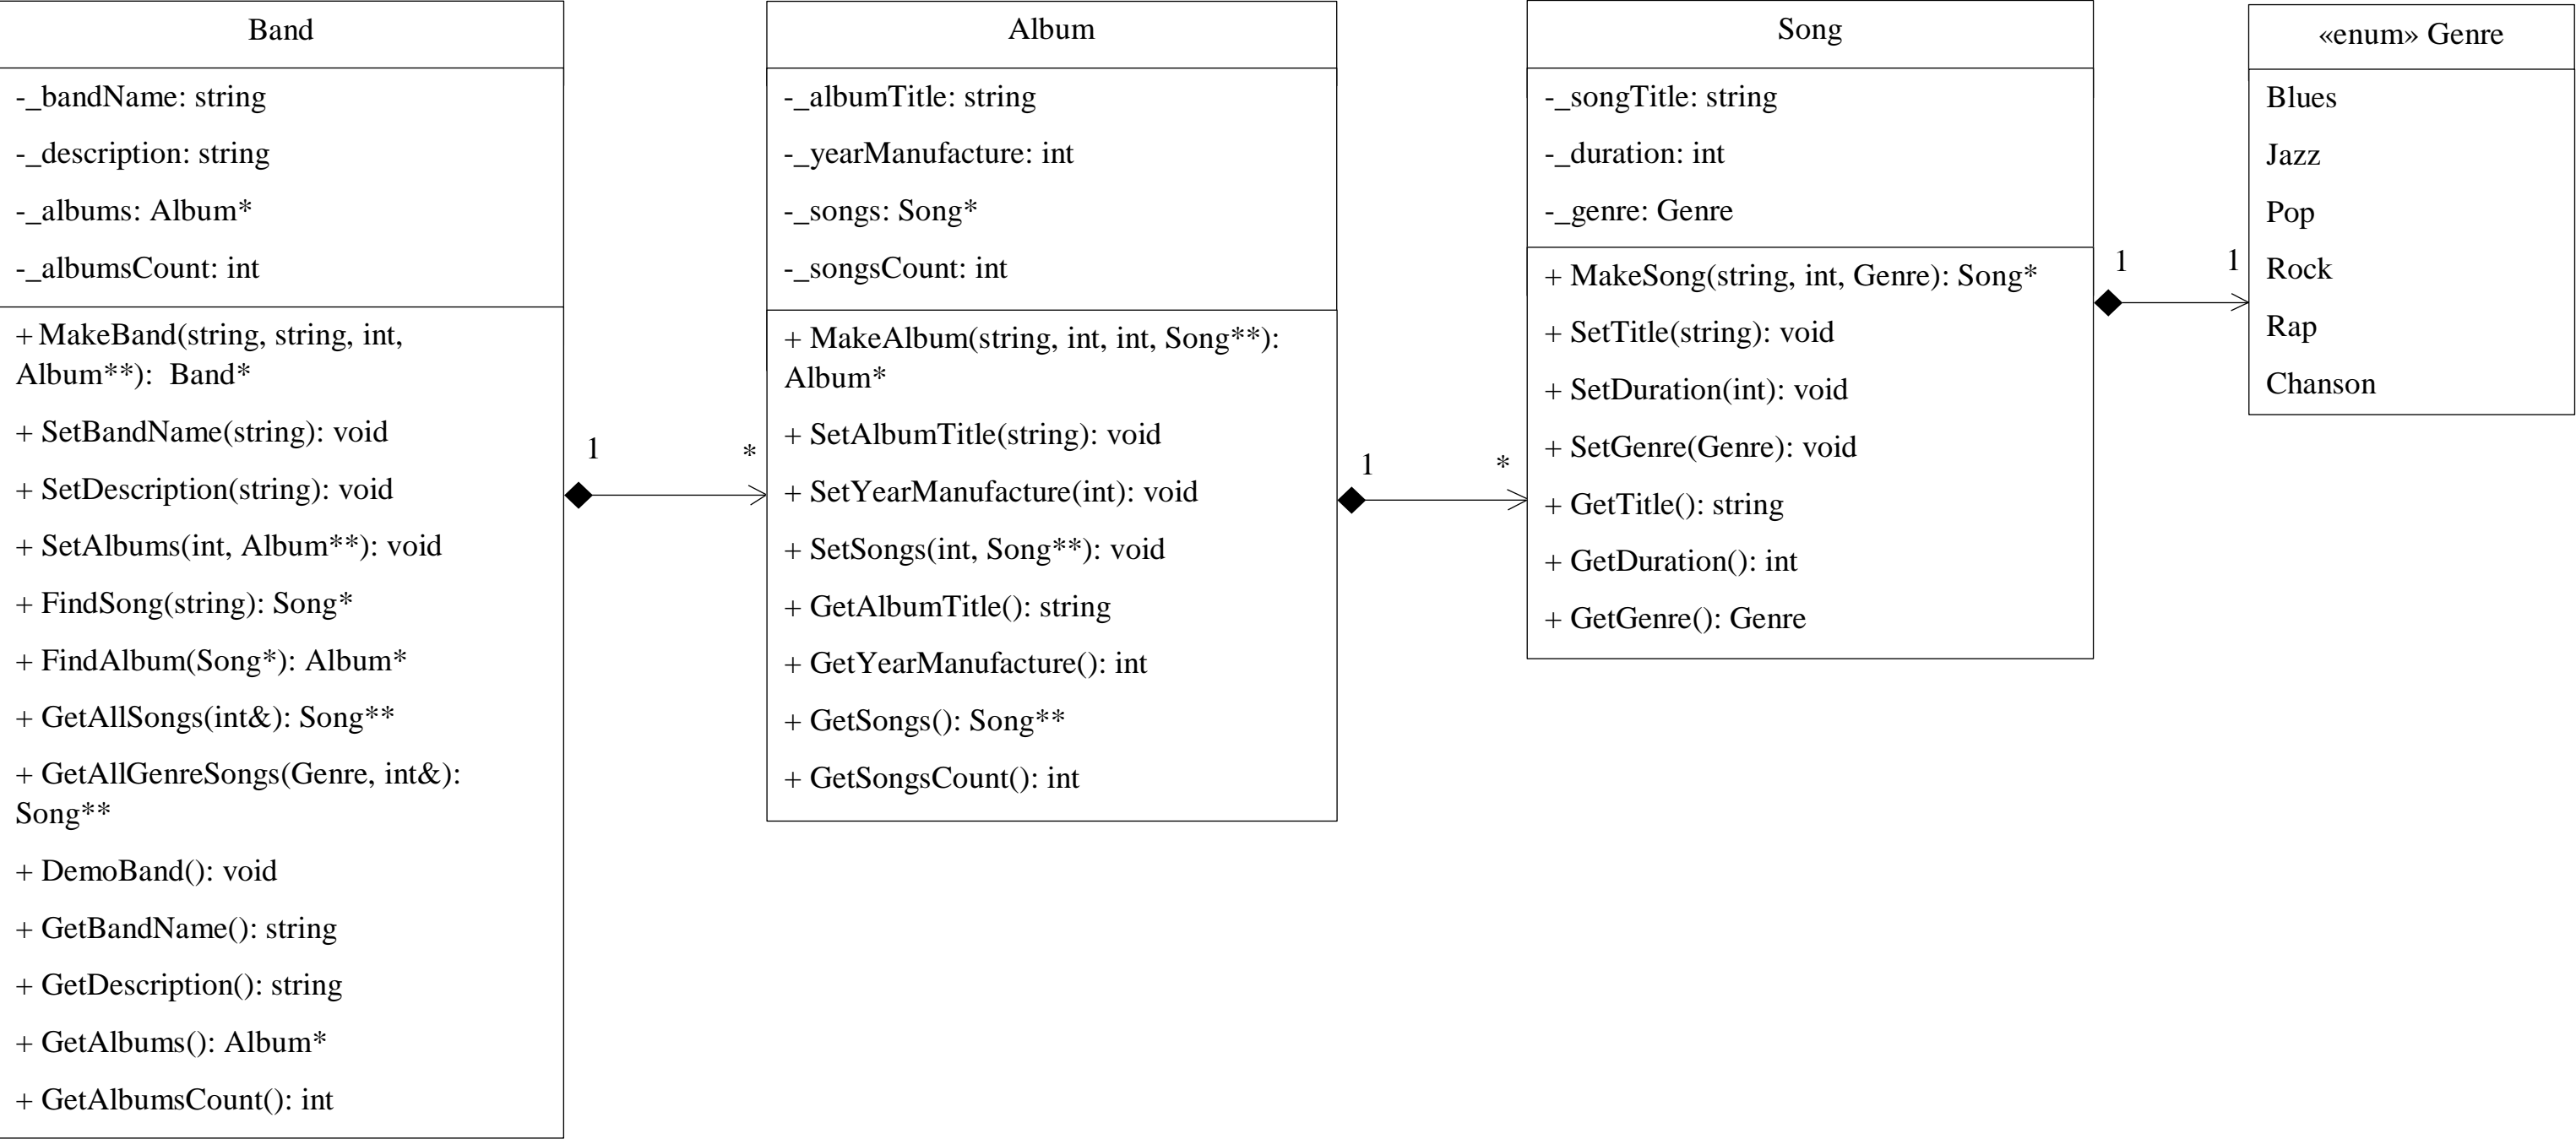 Band
-_bandName: string
-_description: string
-_albums: Album*
-_albumsCount: int
+ MakeBand(string, string, int,
Album**): Band*
+ SetBandName(string): void
+ SetDescription(string): void
+ SetAlbums(int, Album**): void
+ FindSong(string): Song*
+ FindAlbum(Song*): Album*
+ GetAllSongs(int&): Song**
+ GetAllGenreSongs(Genre, int&):
Song**
+ DemoBand(): void
+ GetBandName(): string
+ GetDescription(): string
+ GetAlbums(): Album*
+ GetAlbumsCount(): int
1
*
Album
-_albumTitle: string
-_yearManufacture: int
-_songs: Song*
-_songsCount: int
+ MakeAlbum(string, int, int, Song**):
Album*
+ SetAlbumTitle(string): void
+ SetYearManufacture(int): void
+ SetSongs(int, Song**): void
+ GetAlbumTitle(): string
+ GetYearManufacture(): int
+ GetSongs(): Song**
+ GetSongsCount(): int
1
*
Song
-_songTitle: string
-_duration: int
-_genre: Genre
+ MakeSong(string, int, Genre): Song*
+ SetTitle(string): void
+ SetDuration(int): void
+ SetGenre(Genre): void
+ GetTitle(): string
+ GetDuration(): int
+ GetGenre(): Genre
1
1
«enum» Genre
Blues
Jazz
Pop
Rock
Rap
Chanson